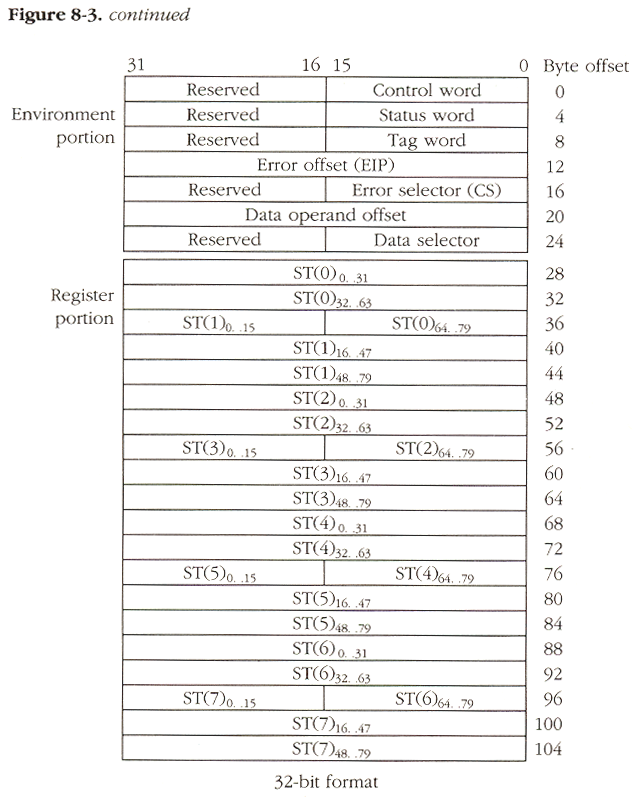 Figure 8-3. continued
31 16 15 0 Byte offset
Reserved Control word 0
Environment portion Reserved Status word 4
Reserved Tag word 8
Error offset (EIP) 12
Reserved Error selector (CS) 16
Data operand offset 20
Reserved Data selector 24
ST(0)0. .31 28
Register portion ST(0)32. .63 32
ST(1)0. .15 ST(0)64. .79 36
ST(1)16. .47 40
ST(1)48. .79 44
ST(2)0. .31 48
ST(2)32. .63 52
ST(3)0. .15 ST(2)64. .79 56
ST(3)16. .47 60
ST(3)48. .79 64
ST(4)0. .31 68
ST(4)32. .63 72
ST(5)0. .15 ST(4)64. .79 76
ST(5)16. .47 80
ST(5)48. .79 84
ST(6)0. .31 88
ST(6)32. .63 92
ST(7)0. .15 ST(6)64. .79 96
ST(7)16. .47 100
ST(7)48. .79 104
32-bit format